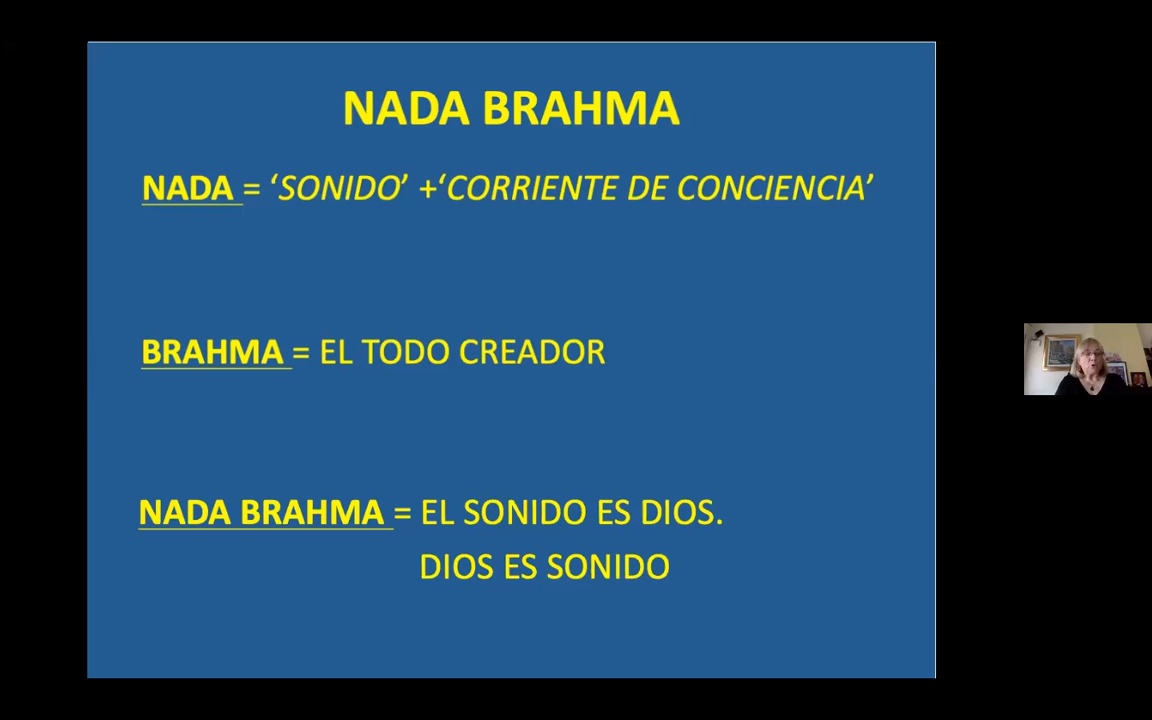 NADA BRAHMA
NADA = ‘SONIDO’ +‘CORRIENTE DE CONCIENCIA’
BRAHMA = EL TODO CREADOR
NADA BRAHMA = EL SONIDO ES DIOS.
DIOS ES SONIDO